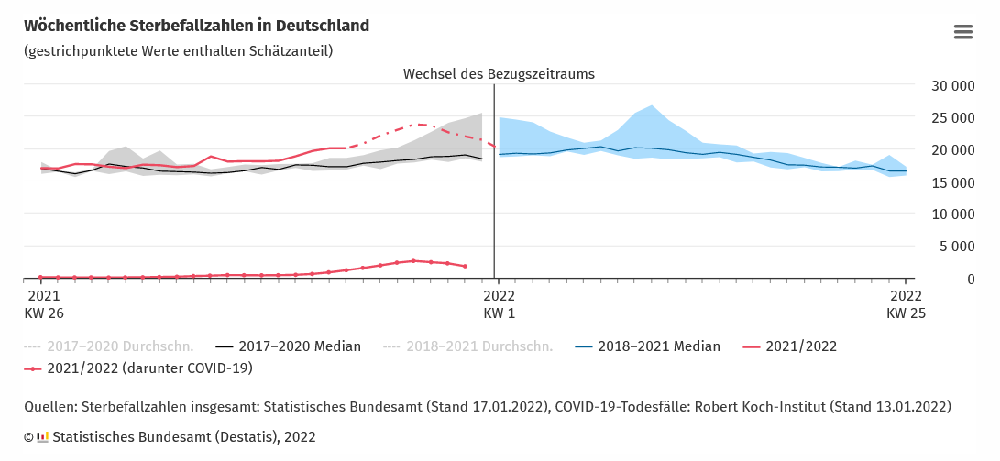 Wöchentliche Sterbefallzahlen in Deutschland
(gestrichpunktete Werte enthalten Schätzanteil)
Wechsel des Bezugszeitraums
30 000
25 000
20 000
15 000
10 000
5 000
0
2021 2022 2022
KW 26 KW 1 KW 25
2017–2020 Durchschn. 2017–2020 Median 2018–2021 Durchschn. 2018–2021 Median 2021/2022
2021/2022 (darunter COVID-19)
Quellen: Sterbefallzahlen insgesamt: Statistisches Bundesamt (Stand 17.01.2022), COVID-19-Todesfälle: Robert Koch-Institut (Stand 13.01.2022)
© Statistisches Bundesamt (Destatis), 2022